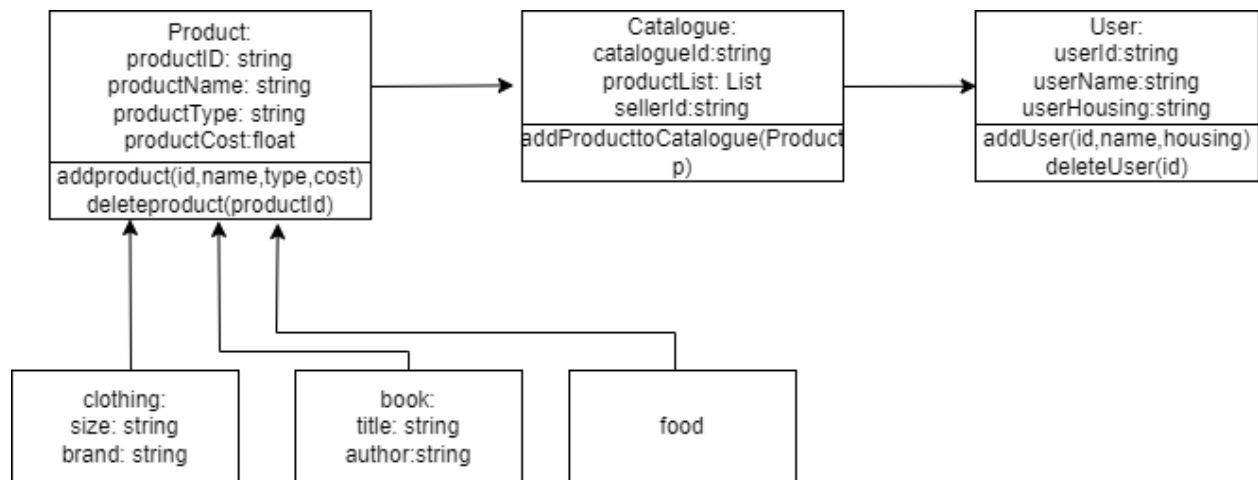 Product:
productID: string
productName: string
productType: string
productCost:float
addproduct(id,name,type,cost)
deleteproduct(productId)
Catalogue:
catalogueId:string
productList: List
sellerId:string
addProducttoCatalogue(Product
p)
User:
userId:string
userName:string
userHousing:string
addUser(id,name,housing)
deleteUser(id)
clothing:
size: string
brand: string
book:
title: string
author:string
food